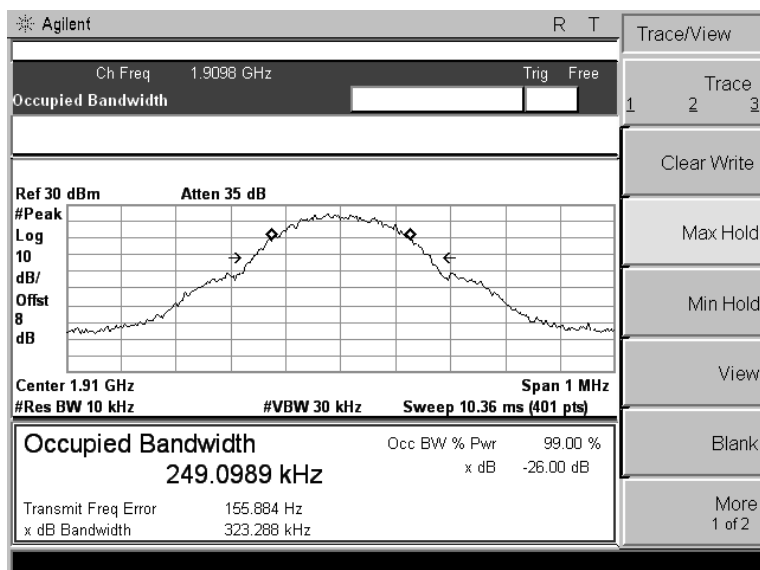 Agilent R T
Trace/View
Ch Freq 1.9098 GHz Trig Free
Occupied Bandwidth
Trace
1 2 3
Clear Write
Ref 30 dBm Atten 35 dB
#Peak
Log
10
dB/
Offset
8
dB
Max Hold
Min Hold
View
Center 1.91 GHz Span 1 MHz
#Res BW 10 kHz #VBW 30 kHz Sweep 10.36 ms (401 pts)
Occupied Bandwidth Occ BW % Pwr 99.00 %
249.0989 kHz x dB -26.00 dB
Transmit Freq Error 155.884 Hz
x dB Bandwidth 323.288 kHz
Blank
More
1 of 2